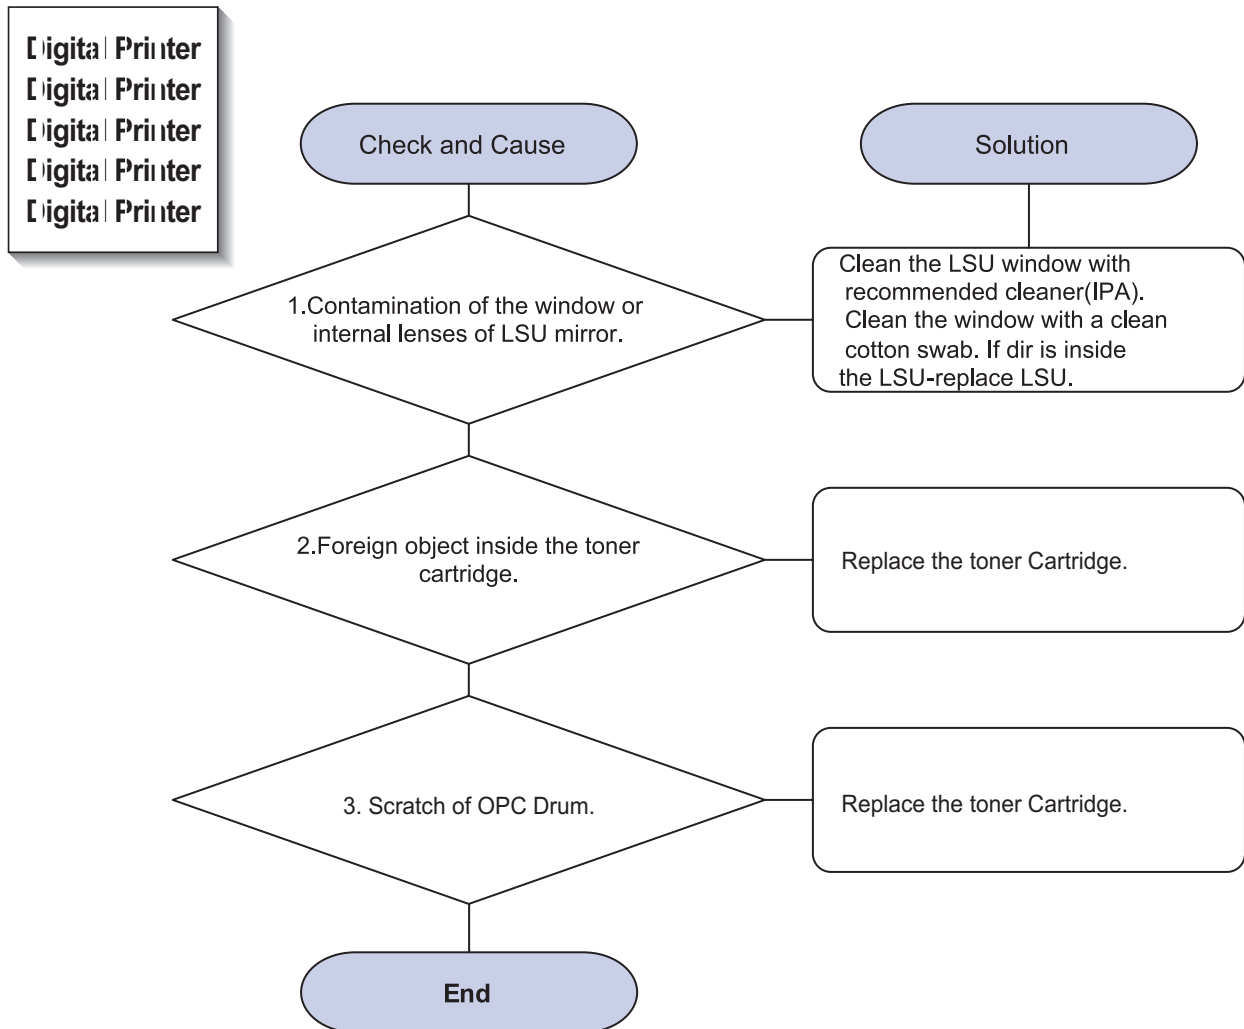 Digital Printer
Digital Printer
Digital Printer
Digital Printer
Digital Printer
Check and Cause
Solution
1.Contamination of the window or
internal lenses of LSU mirror.
Clean the LSU window with
recommended cleaner(IPA).
Clean the window with a clean
cotton swab. If dir is inside
the LSU-replace LSU.
2.Foreign object inside the toner
cartridge.
Replace the toner Cartridge.
3. Scratch of OPC Drum.
Replace the toner Cartridge.
End